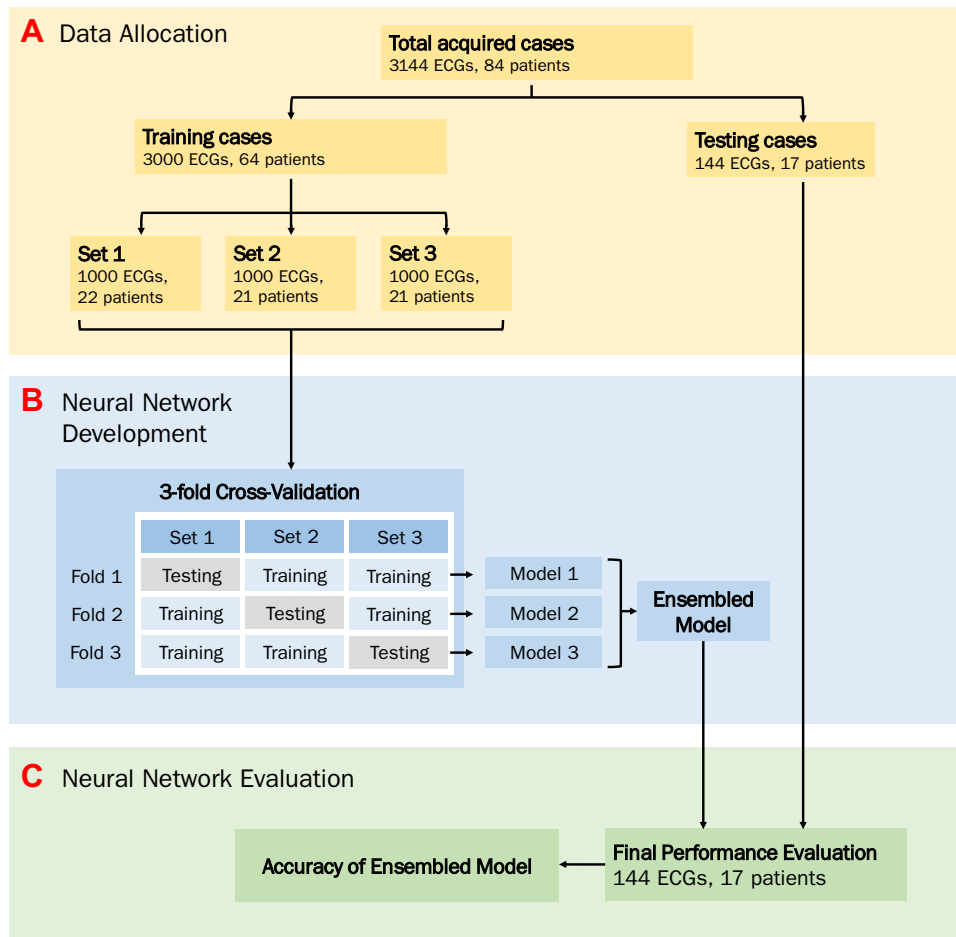 A Data Allocation
Total acquired cases
3144 ECGs, 84 patients
Training cases
3000 ECGs, 64 patients
Testing cases
144 ECGs, 17 patients
Set 1
1000 ECGs,
22 patients
Set 2
1000 ECGs,
21 patients
Set 3
1000 ECGs,
21 patients
B Neural Network
Development
3-fold Cross-Validation
Set 1 Set 2 Set 3
Fold 1 Testing Training Training Model 1
Fold 2 Training Testing Training Model 2
Fold 3 Training Training Testing Model 3
Ensembled
Model
C Neural Network Evaluation
Accuracy of Ensembled Model
Final Performance Evaluation
144 ECGs, 17 patients